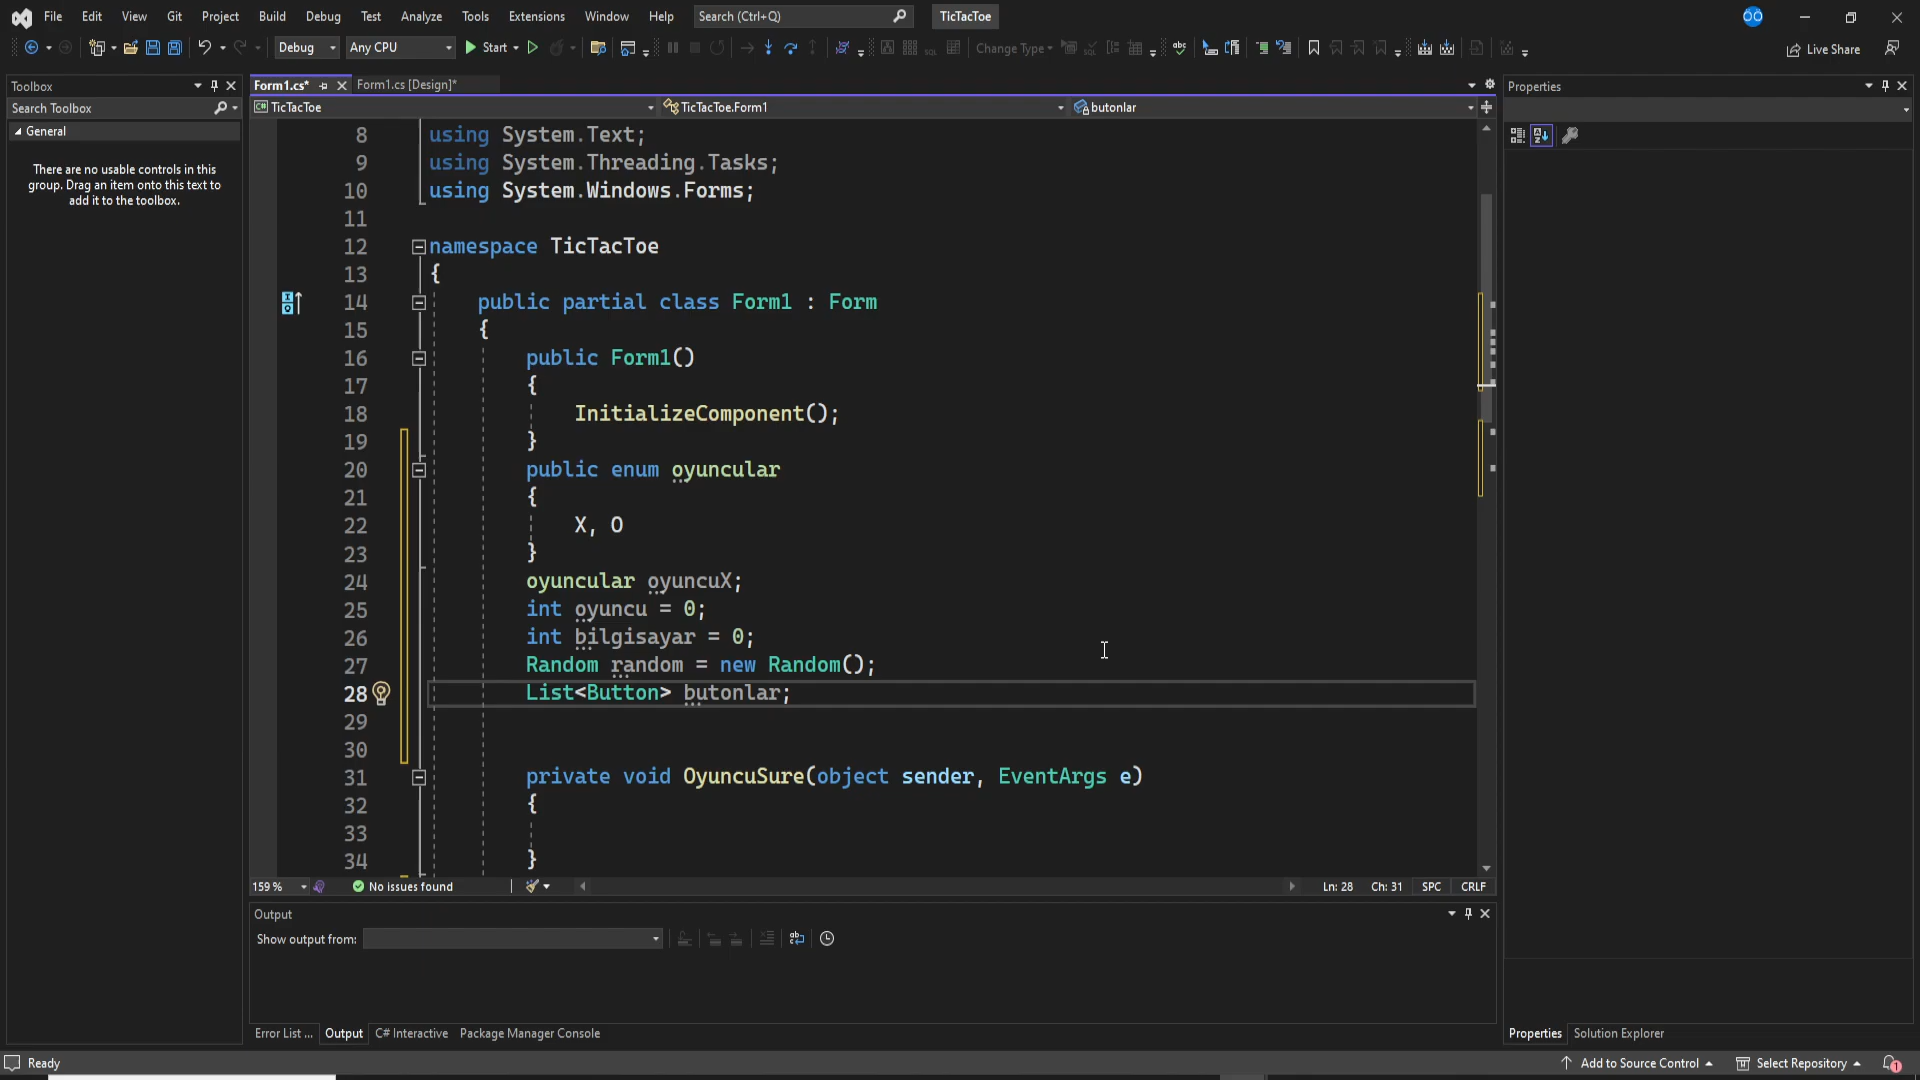 File Edit View Git Project Build Debug Test Analyze Tools Extensions Window Help Search (Ctrl+Q) TicTacToe
Debug Any CPU Start Change Type Live Share
Toolbox
Search Toolbox
General
There are no usable controls in this
group. Drag an item onto this text to
add it to the toolbox.
Form1.cs* Form1.cs [Design]*
TicTacToe TicTacToe.Form1 butonlar
8 using System.Text;
9 using System.Threading.Tasks;
10 using System.Windows.Forms;
11
12 namespace TicTacToe
13 {
14 public partial class Form1 : Form
15 {
16 public Form1()
17 {
18 InitializeComponent();
19 }
20 public enum oyuncular
21 {
22 X, O
23 }
24 oyuncular oyuncuX;
25 int oyuncu = 0;
26 int bilgisayar = 0;
27 Random random = new Random();
28 List<Button> butonlar;
29
30
31 private void OyuncuSure(object sender, EventArgs e)
32 {
33
34 }
159 % No issues found Ln: 28 Ch: 31 SPC CRLF
Output
Show output from:
Error List ... Output C# Interactive Package Manager Console
Properties
Properties Solution Explorer
Ready Add to Source Control Select Repository 1